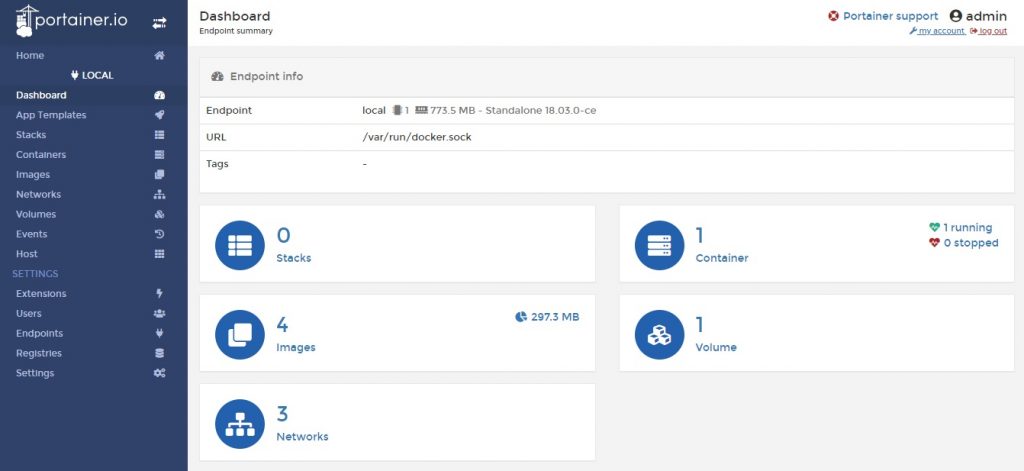 portainer.io
Home
LOCAL
Dashboard
App Templates
Stacks
Containers
Images
Networks
Volumes
Events
Host
SETTINGS
Extensions
Users
Endpoints
Registries
Settings
Dashboard
Endpoint summary
Portainer support admin
my account log out
Endpoint info
Endpoint local 1 773.5 MB - Standalone 18.03.0-ce
URL /var/run/docker.sock
Tags -
0
Stacks
1
Container
1 running
0 stopped
4
Images
297.3 MB
1
Volume
3
Networks